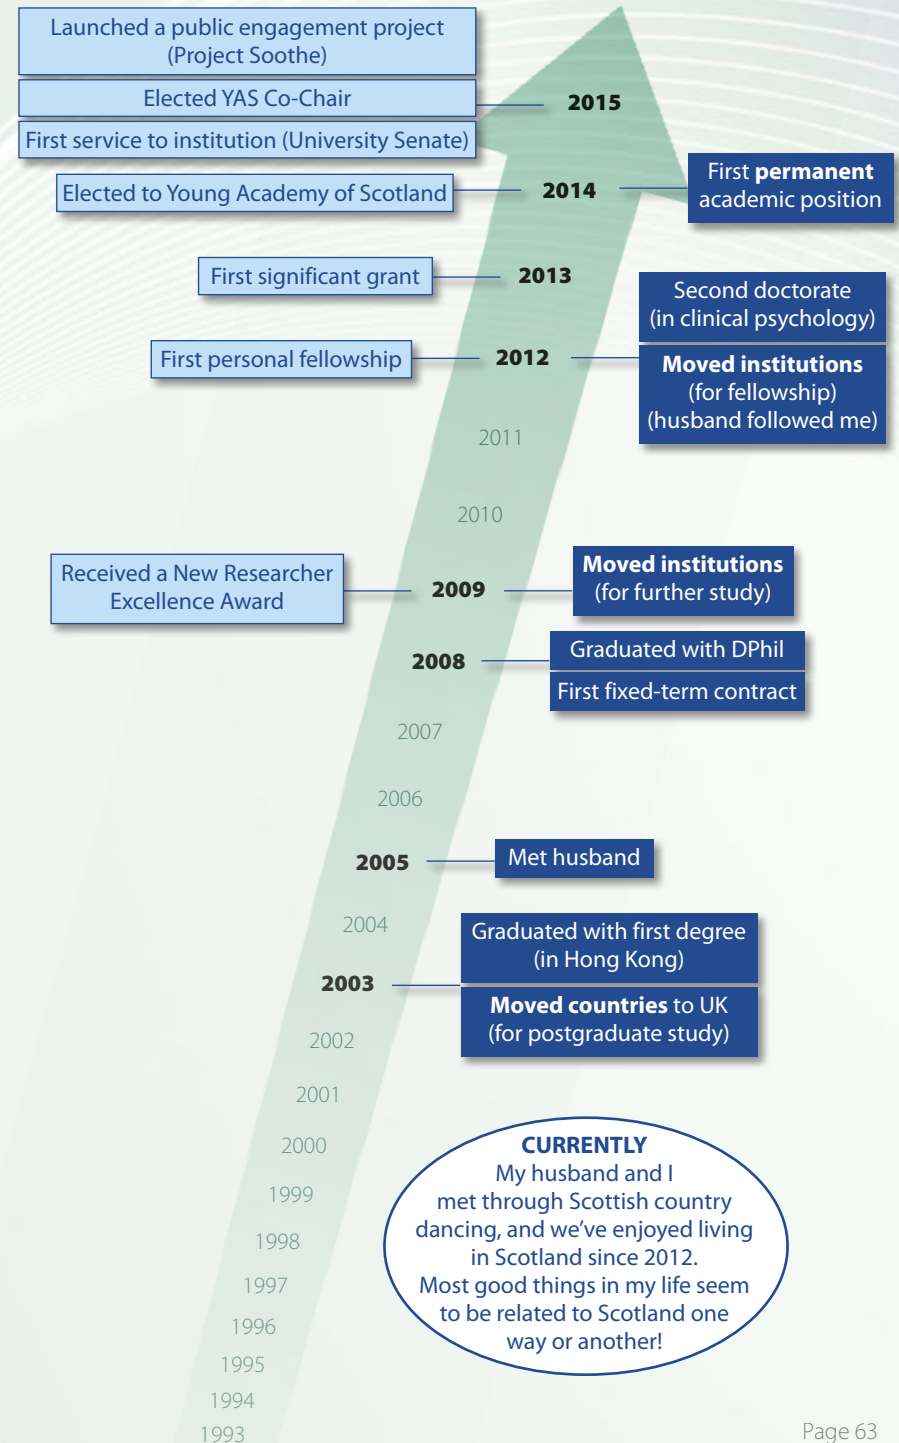 Launched a public engagement project
(Project Soothe)
Elected YAS Co-Chair
First service to institution (University Senate)
2015
Elected to Young Academy of Scotland
2014
First permanent
academic position
First significant grant
2013
Second doctorate
(in clinical psychology)
First personal fellowship
2012
Moved institutions
(for fellowship)
(husband followed me)
2011
2010
Received a New Researcher
Excellence Award
2009
Moved institutions
(for further study)
2008
Graduated with DPhil
First fixed-term contract
2007
2006
2005
Met husband
2004
Graduated with first degree
(in Hong Kong)
2003
Moved countries to UK
(for postgraduate study)
2002
2001
2000
1999
1998
1997
1996
1995
1994
1993
CURRENTLY
My husband and I
met through Scottish country
dancing, and we've enjoyed living
in Scotland since 2012.
Most good things in my life seem
to be related to Scotland one
way or another!
Page 63